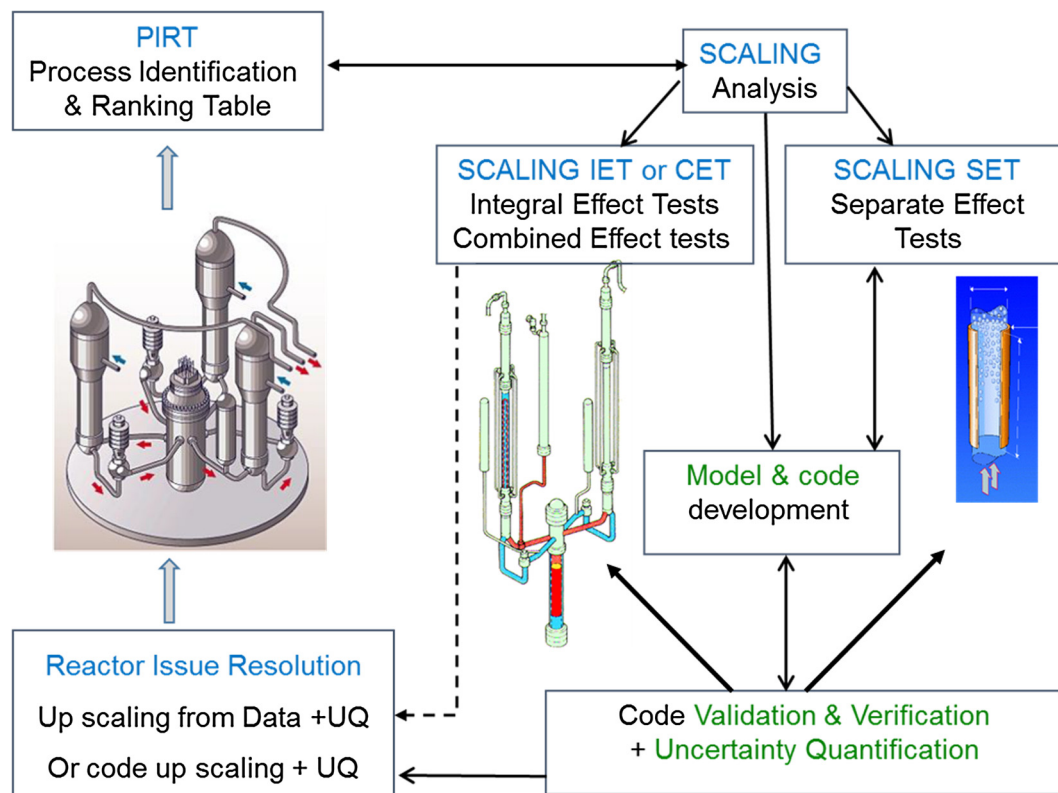 PIRT
Process Identification
& Ranking Table
SCALING
Analysis
SCALING IET or CET
Integral Effect Tests
Combined Effect tests
SCALING SET
Separate Effect
Tests
Model & code
development
Reactor Issue Resolution
Up scaling from Data +UQ
Or code up scaling + UQ
Code Validation & Verification
+ Uncertainty Quantification